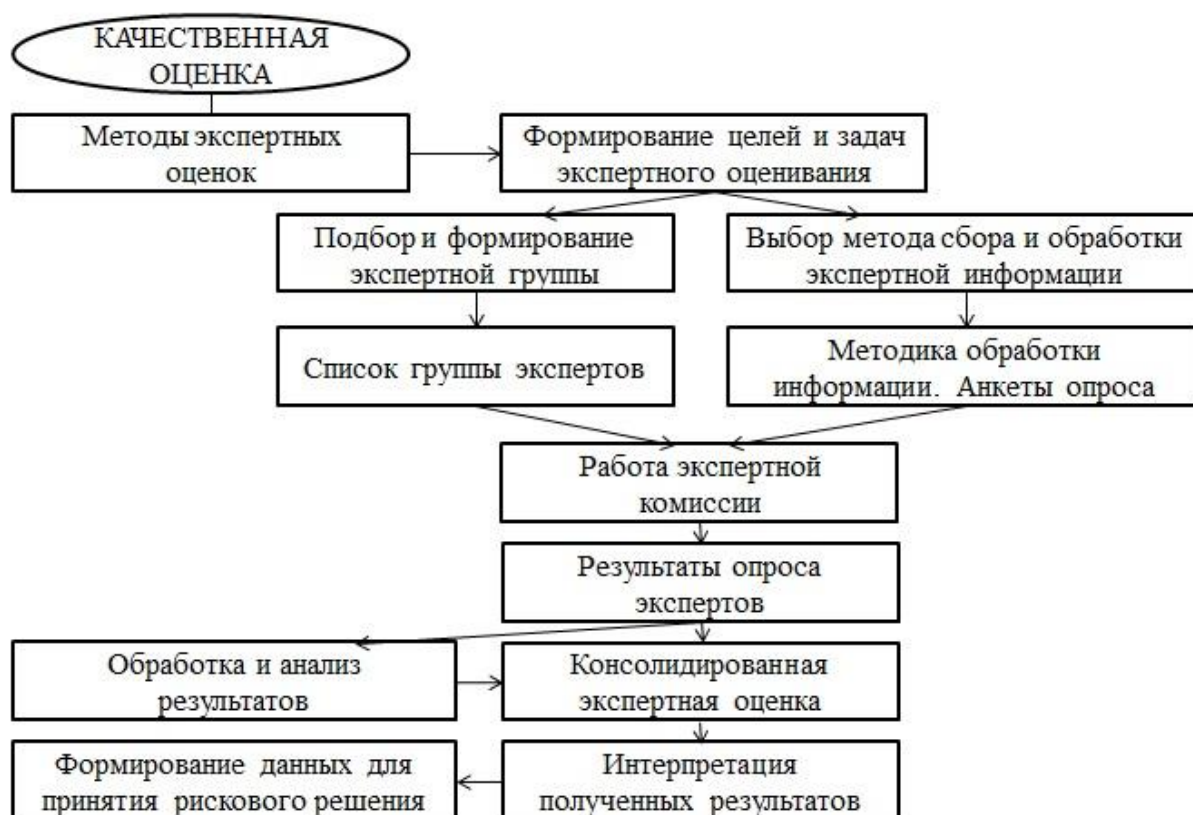 КАЧЕСТВЕННАЯ
ОЦЕНКА
Методы экспертных
оценок
Формирование целей и задач
экспертного оценивания
Подбор и формирование
экспертной группы
Выбор метода сбора и обработки
экспертной информации
Список группы экспертов
Методика обработки
информации. Анкеты опроса
Работа экспертной
комиссии
Результаты опроса
экспертов
Обработка и анализ
результатов
Консолидированная
экспертная оценка
Формирование данных для
принятия рискового решения
Интерпретация
полученных результатов